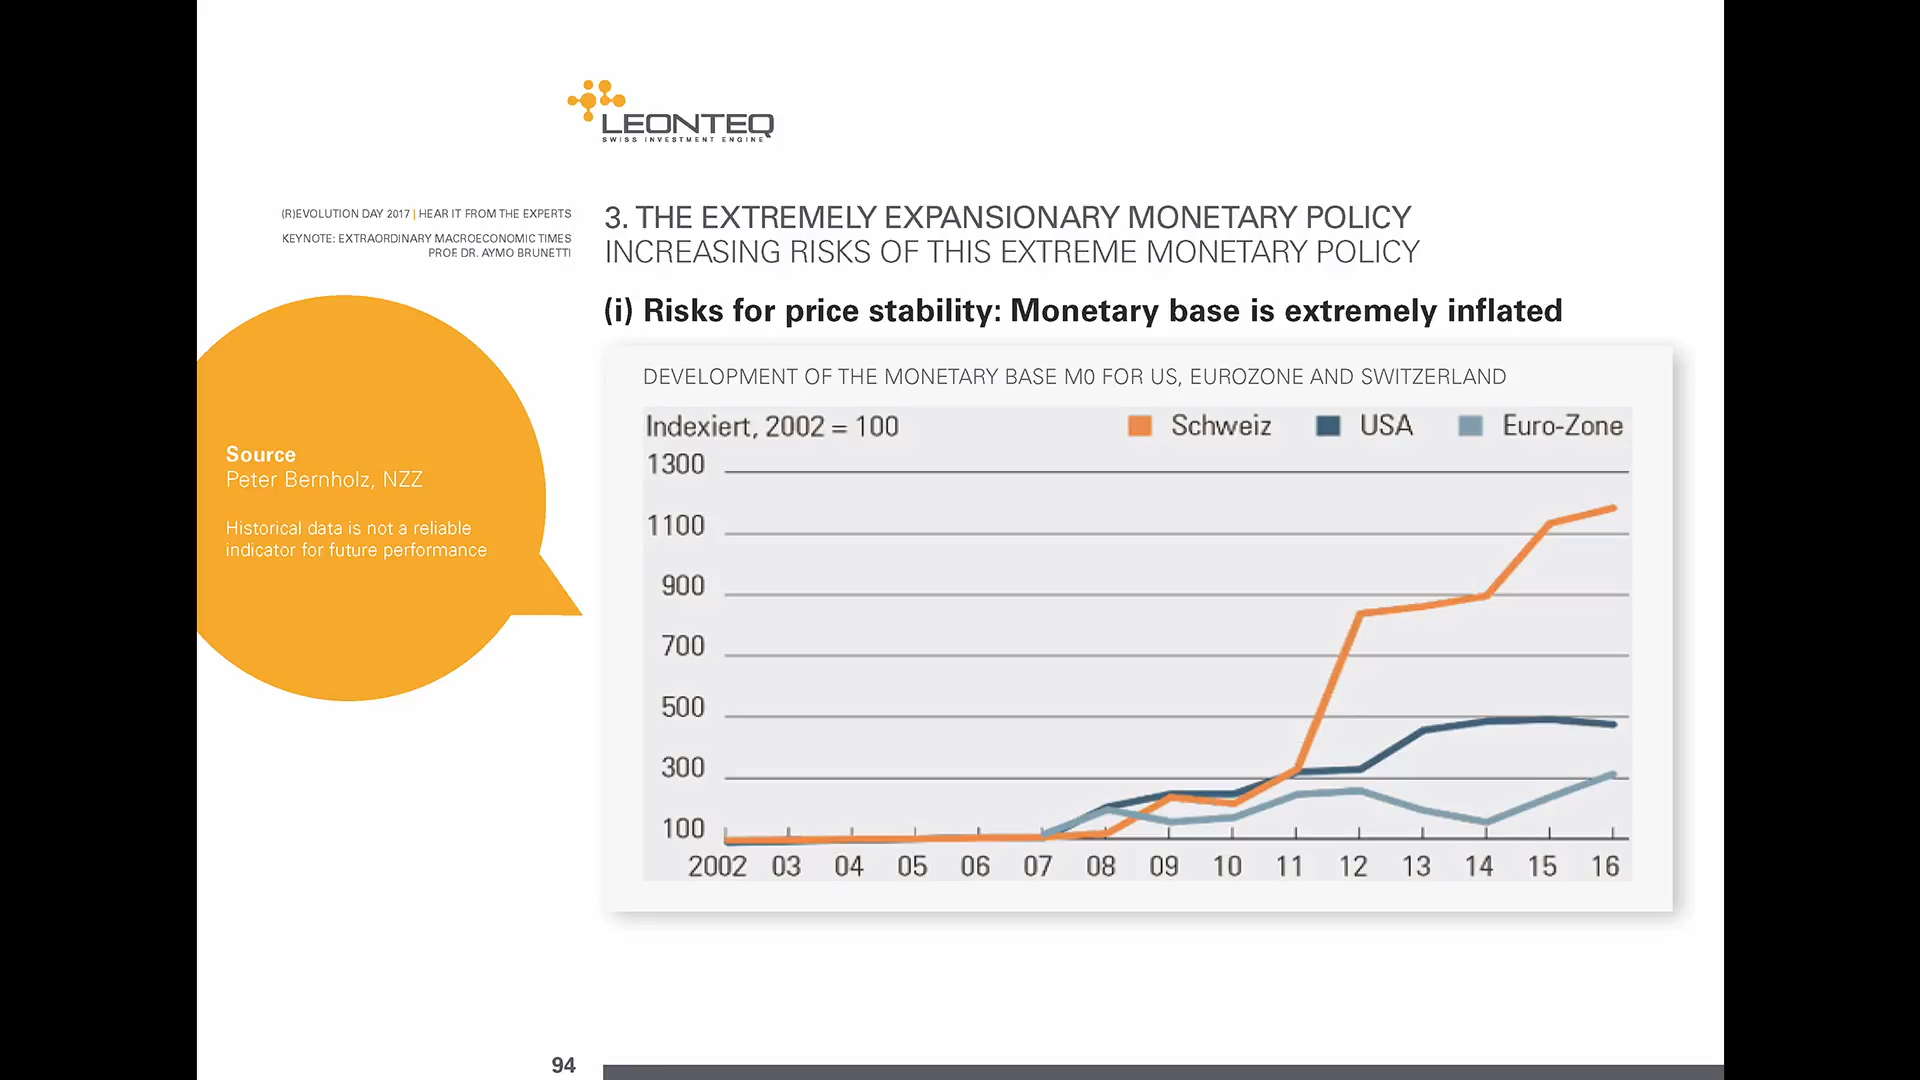 LEONTEQ
SWISS INVESTMENT ENGINE
(R)EVOLUTION DAY 2017 | HEAR IT FROM THE EXPERTS
KEYNOTE: EXTRAORDINARY MACROECONOMIC TIMES
PROF. DR. AYMO BRUNETTI
3. THE EXTREMELY EXPANSIONARY MONETARY POLICY
INCREASING RISKS OF THIS EXTREME MONETARY POLICY
(i) Risks for price stability: Monetary base is extremely inflated
Source
Peter Bernholz, NZZ
Historical data is not a reliable
indicator for future performance
DEVELOPMENT OF THE MONETARY BASE M0 FOR US, EUROZONE AND SWITZERLAND
Indexiert, 2002 = 100 Schweiz USA Euro-Zone
1300
1100
900
700
500
300
100
2002 03 04 05 06 07 08 09 10 11 12 13 14 15 16
94